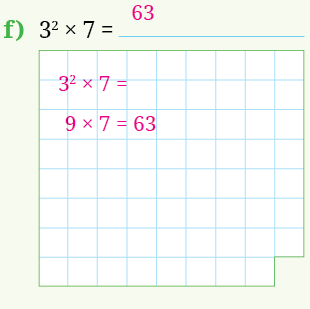 f) 3² × 7 = 63
3² × 7 =
9 × 7 = 63